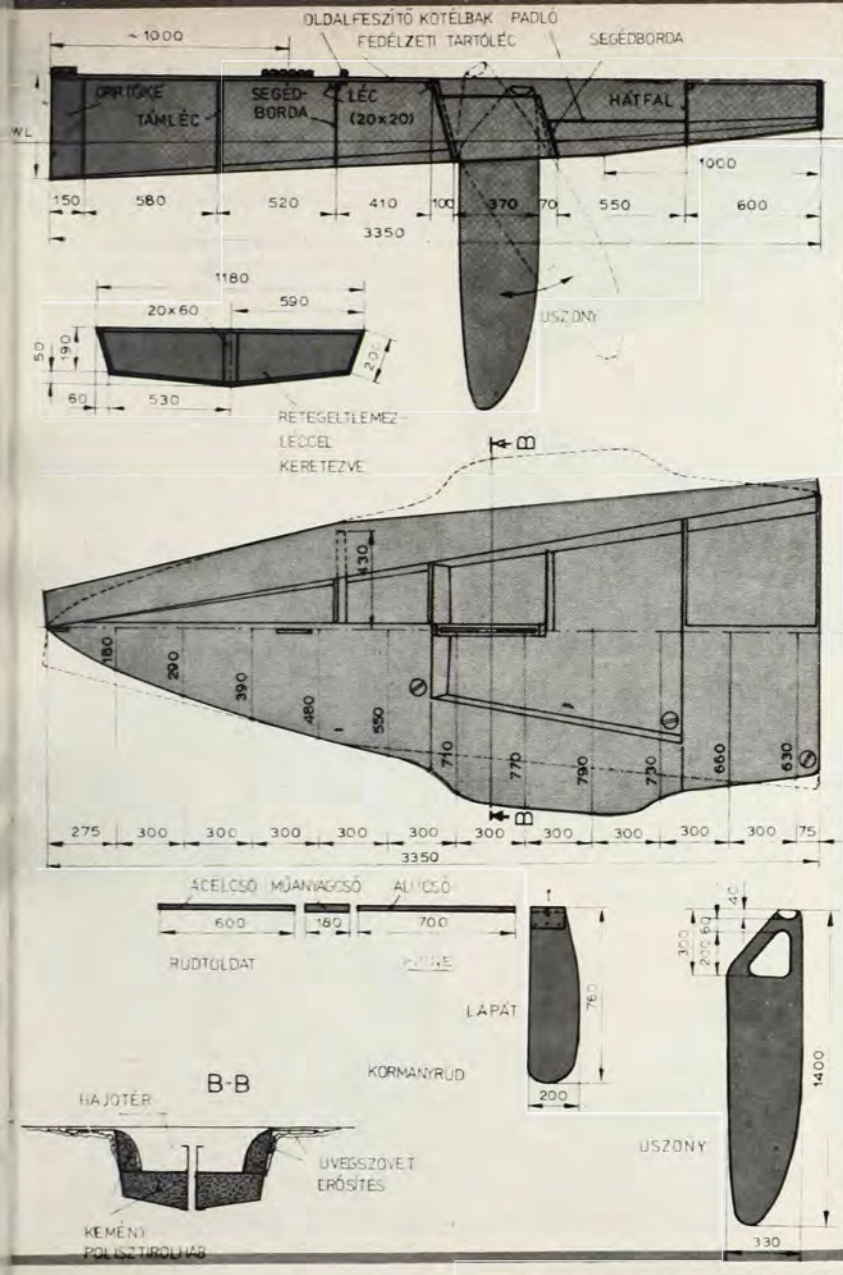 OLDALFESZÍTŐ KÖTÉLBAK PADLÓ
~1000
FEDÉLZETI TARTÓLÉC
SEGÉDBORDA
ORRTŐKE
TÁMLÉC
SEGÉD-
BORDA
LÉC
(20×20)
HÁTFAL
WL
1000
150 580 520 410 100 370 70 550 600
3350
1180
20×60 590
USZONY
50 190 200
60 530
RÉTEGELTLEMEZ-
LÉCCEL
KERETEZVE
B
430
180 290 390 480 550 710 770 790 730 660 630
B
275 300 300 300 300 300 300 300 300 300 300 75
3350
ACÉLCSŐ MŰANYAGCSŐ ALUCSŐ
600 180 700
RÚDTOLDAT
LAPÁT
760
200
KORMÁNYRÚD
40
60
300
200
1400
USZONY
330
B-B
HAJÓTÉR
ÜVEGSZÖVET
ERŐSÍTÉS
KEMÉNY
POLISZTIROLHAB